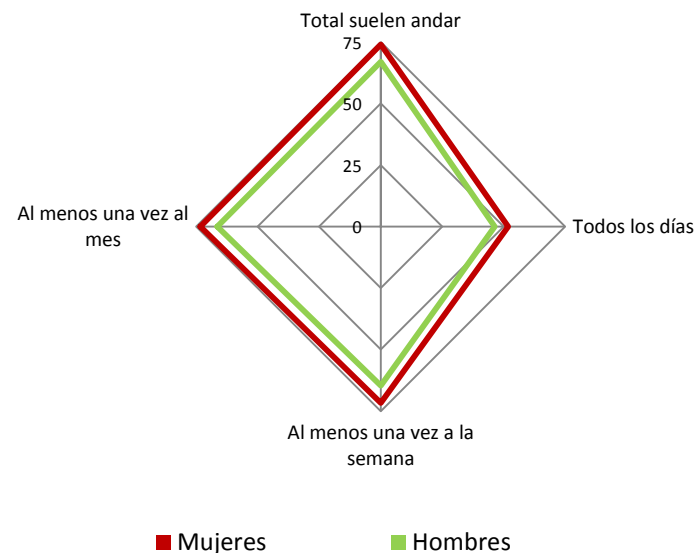 Total suelen andar
75
50
25
0
Todos los días
Al menos una vez al
mes
Al menos una vez a la
semana
Mujeres
Hombres